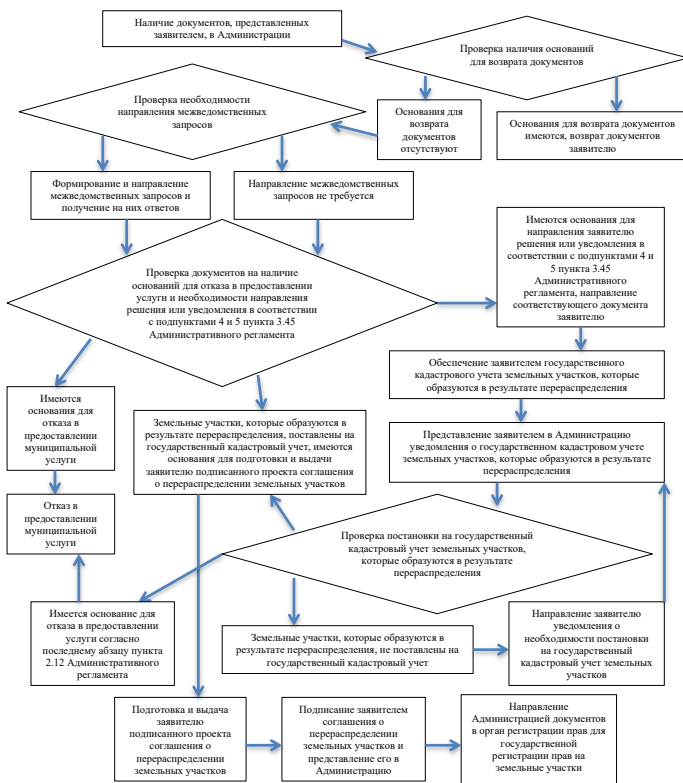 Наличие документов, представленных
заявителем, в Администрации
Проверка наличия оснований
для возврата документов
Проверка необходимости
направления межведомственных
запросов
Основания для
возврата
документов
отсутствуют
Основания для возврата документов
имеются, возврат документов
заявителю
Формирование и направление
межведомственных запросов и
получение на них ответов
Направление межведомственных
запросов не требуется
Имеются основания для
направления заявителю
решения или уведомления в
соответствии с подпунктами 4 и
5 пункта 3.45
Административного
регламента, направление
соответствующего документа
заявителю
Проверка документов на наличие
оснований для отказа в предоставлении
услуги и необходимости направления
решения или уведомления в соответствии
с подпунктами 4 и 5 пункта 3.45
Административного регламента
Обеспечение заявителем государственного
кадастрового учета земельных участков, которые
образуются в результате перераспределения
Имеются
основания для
отказа в
предоставлении
муниципальной
услуги
Земельные участки, которые образуются в
результате перераспределения, поставлены на
государственный кадастровый учет, имеются
основания для подготовки и выдачи
заявителю подписанного проекта соглашения
о перераспределении земельных участков
Представление заявителем в Администрацию
уведомления о государственном кадастровом учете
земельных участков, которые образуются в результате
перераспределения
Отказ в
предоставлении
муниципальной
услуги
Проверка постановки на государственный
кадастровый учет земельных участков,
которые образуются в результате
перераспределения
Имеется основание для
отказа в предоставлении
услуги согласно
последнему абзацу пункта
2.12 Административного
регламента
Земельные участки, которые образуются в
результате перераспределения, не поставлены на
государственный кадастровый учет
Направление заявителю
уведомления о
необходимости постановки
на государственный
кадастровый учет земельных
участков
Подготовка и выдача
заявителю
подписанного проекта
соглашения о
перераспределении
земельных участков
Подписание заявителем
соглашения о
перераспределении
земельных участков и
представление его в
Администрацию
Направление
Администрацией документов
в орган регистрации прав для
государственной
регистрации прав на
земельные участки